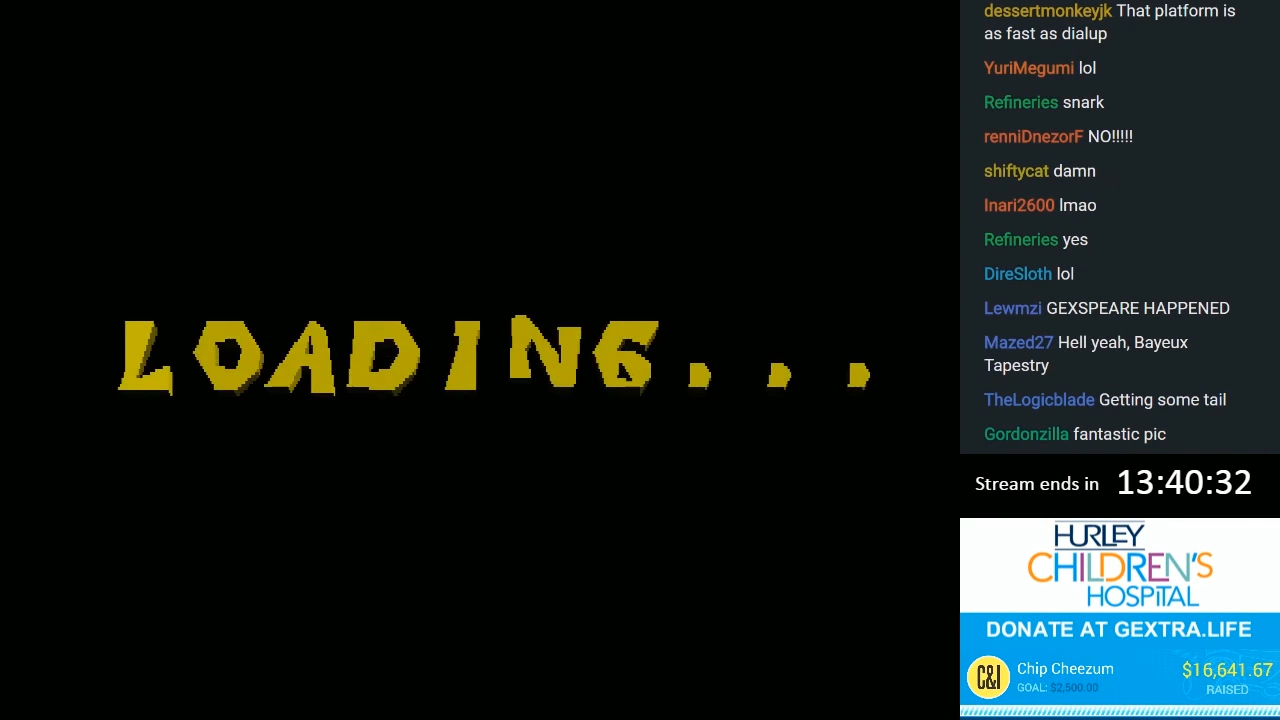 LOADING...
dessertmonkeyjk That platform is
as fast as dialup
YuriMegumi lol
Refineries snark
renniDnezorF NO!!!!!
shiftycat damn
Inari2600 lmao
Refineries yes
DireSloth lol
Lewmzi GEXSPEARE HAPPENED
Mazed27 Hell yeah, Bayeux
Tapestry
TheLogicblade Getting some tail
Gordonzilla fantastic pic
Stream ends in 13:40:32
HURLEY
CHILDREN'S
HOSPITAL
DONATE AT GEXTRA.LIFE
C&I Chip Cheezum $16,641.67
GOAL: $2,500.00 RAISED